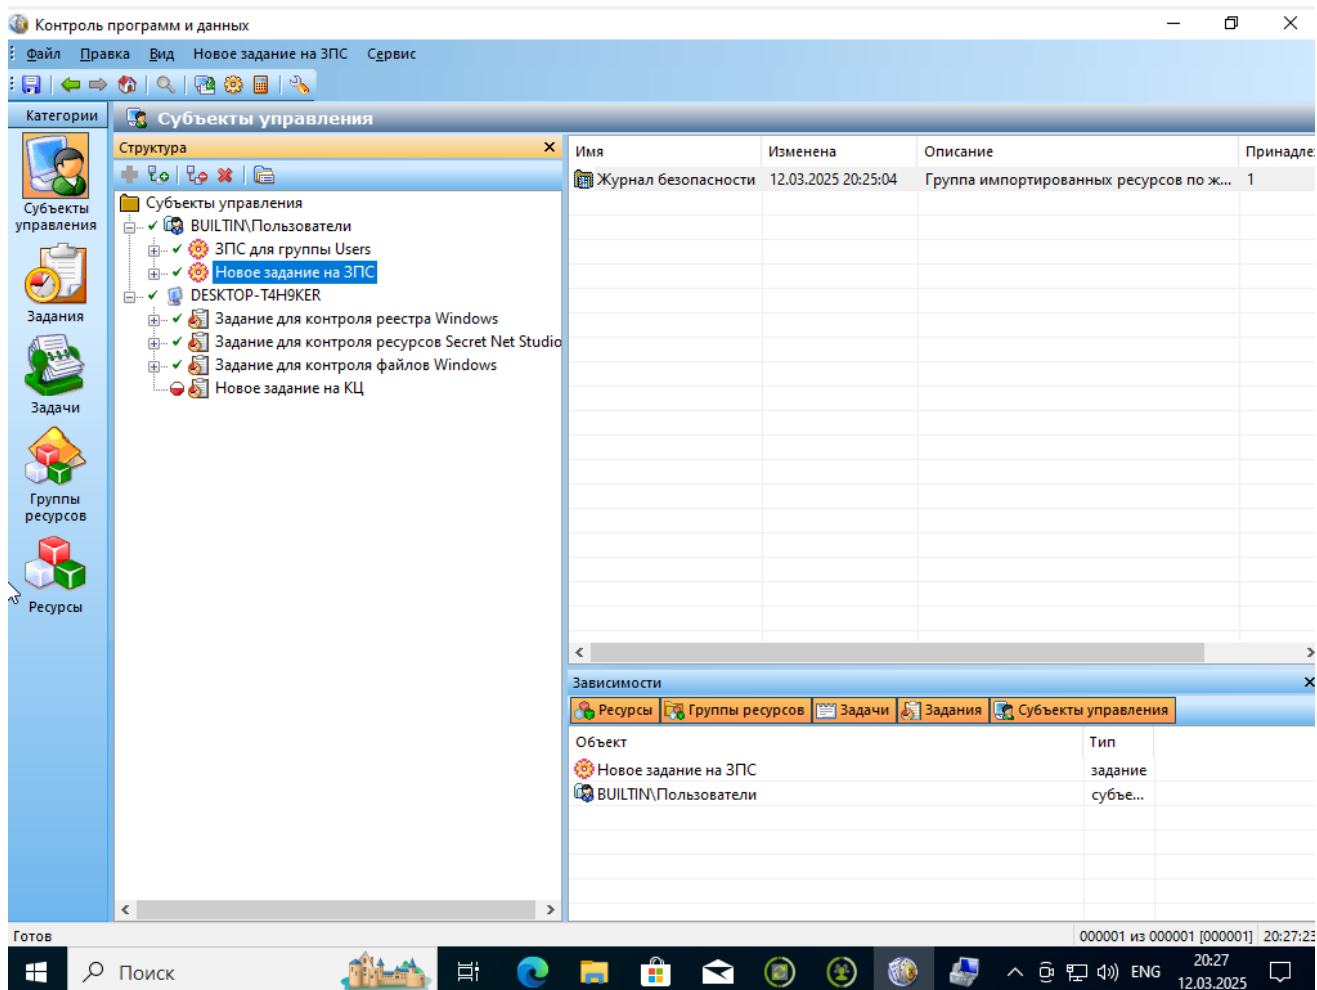 Контроль программ и данных
Файл Правка Вид Новое задание на ЗПС Сервис
Категории
Субъекты управления
Субъекты управления
Задания
Задачи
Группы ресурсов
Ресурсы
Структура
Субъекты управления
BUILTIN\Пользователи
ЗПС для группы Users
Новое задание на ЗПС
DESKTOP-T4H9KER
Задание для контроля реестра Windows
Задание для контроля ресурсов Secret Net Studio
Задание для контроля файлов Windows
Новое задание на КЦ
Имя Изменена Описание Принадле
Журнал безопасности 12.03.2025 20:25:04 Группа импортированных ресурсов по ж... 1
Зависимости
Ресурсы Группы ресурсов Задачи Задания Субъекты управления
Объект Тип
Новое задание на ЗПС задание
BUILTIN\Пользователи субъе...
Готов 000001 из 000001 [000001] 20:27:23
Поиск ENG 20:27
12.03.2025